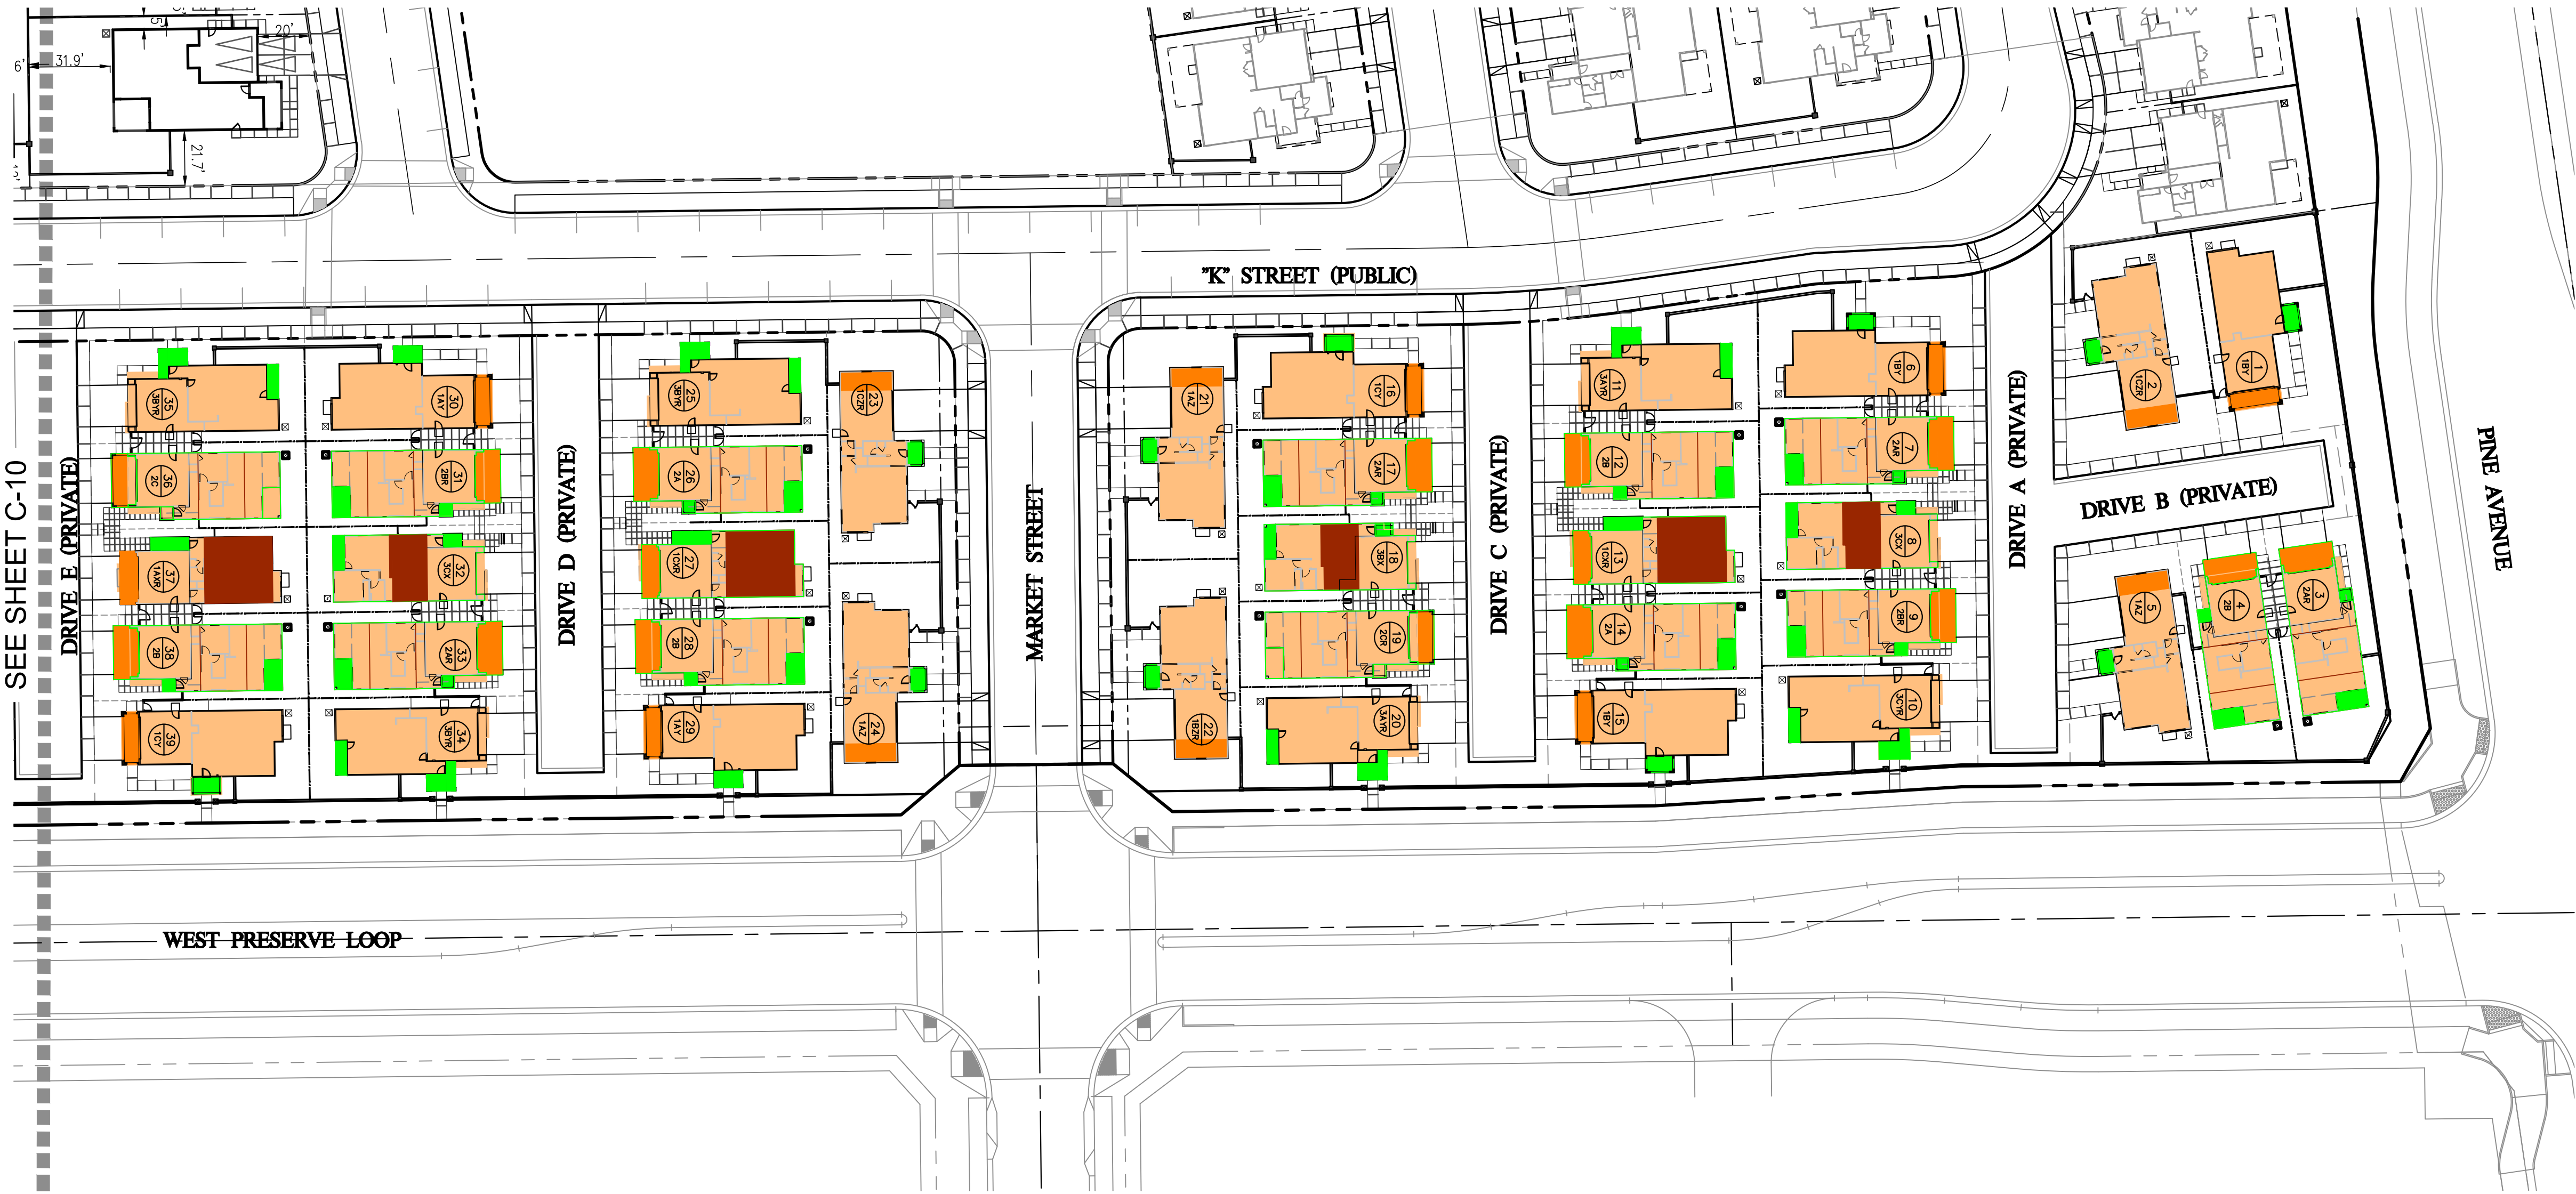 20'
6'
31.9'
21.7'
"K" STREET (PUBLIC)
35
3BYR
30
1AY
25
3BYR
23
1CZR
21
1AZ
16
1CY
11
3AYR
6
1BY
2
1CZR
1
1BY
36
2C
31
2BR
26
2A
17
2AR
12
2B
7
2AR
37
1AXR
32
3CX
27
1CXR
18
3BX
13
1CXR
8
3CX
5
1AZ
4
2B
3
2AR
38
2B
33
2AR
28
2B
19
2CR
14
2A
9
2BR
39
1CY
34
3BYR
29
1AY
24
1AZ
22
1BZR
20
3AYR
15
1BY
10
3CYR
SEE SHEET C-10
DRIVE E (PRIVATE)
DRIVE D (PRIVATE)
MARKET STREET
DRIVE C (PRIVATE)
DRIVE A (PRIVATE)
DRIVE B (PRIVATE)
PINE AVENUE
WEST PRESERVE LOOP